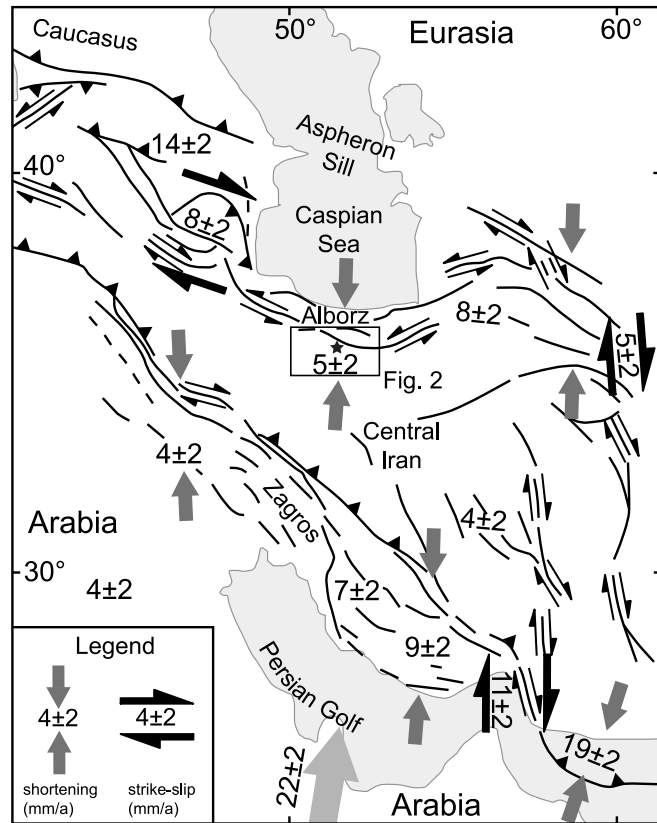 50°
60°
Caucasus
Eurasia
Aspheron
Sill
14±2
40°
8±2
Caspian
Sea
Alborz
8±2
5±2
5±2
Fig. 2
Central
Iran
4±2
Zagros
4±2
Arabia
30°
4±2
7±2
9±2
11±2
Persian Golf
19±2
22±2
Arabia
Legend
4±2
4±2
shortening
(mm/a)
strike-slip
(mm/a)